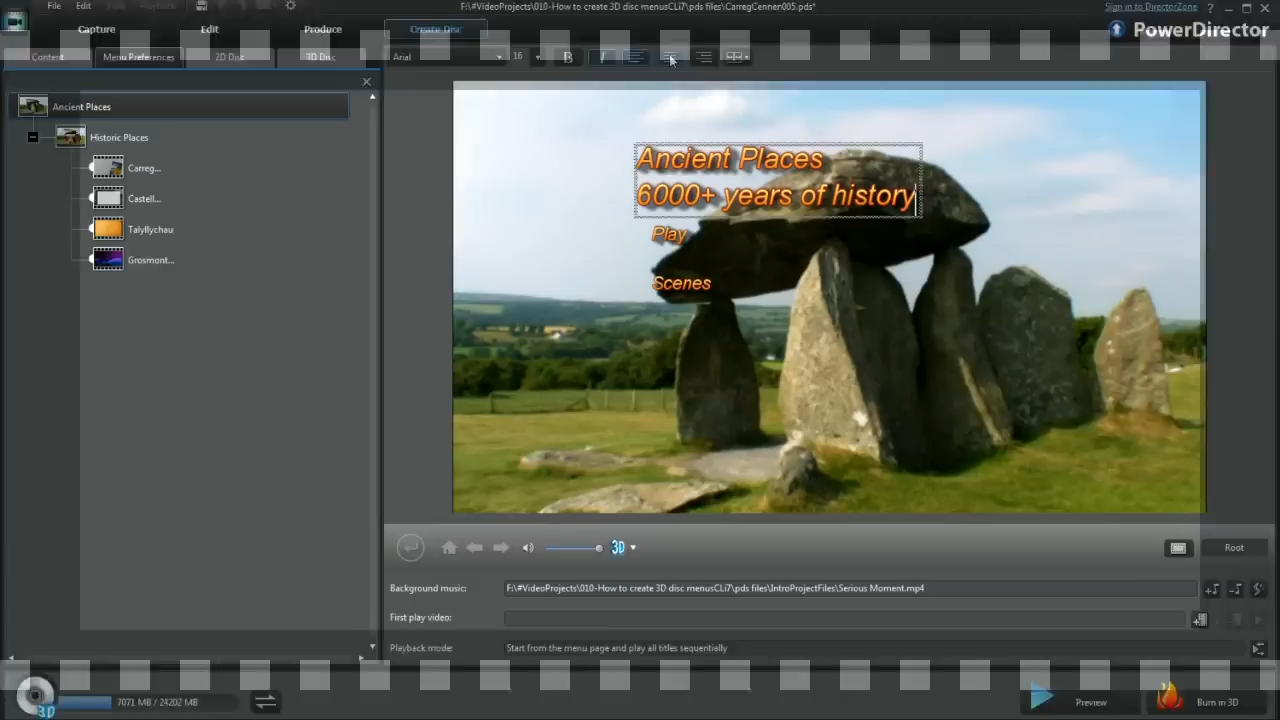 File Edit
F:\#VideoProjects\010-How to create 3D disc menusCLi7\pds files\CarregCennen005.pds*
Sign in to DirectorZone ?
Capture Edit Produce Create Disc
PowerDirector
Content Menu Preferences 2D Disc 3D Disc
Arial 16 B I
Ancient Places
Historic Places
Carreg...
Castell...
Talyllychau
Grosmont...
Ancient Places
6000+ years of history
Play
Scenes
3D
Root
Background music: F:\#VideoProjects\010-How to create 3D disc menusCLi7\pds files\IntroProjectFiles\Serious Moment.mp4
First play video:
Playback mode: Start from the menu page and play all titles sequentially
3D
7071 MB / 24202 MB
Preview
Burn in 3D